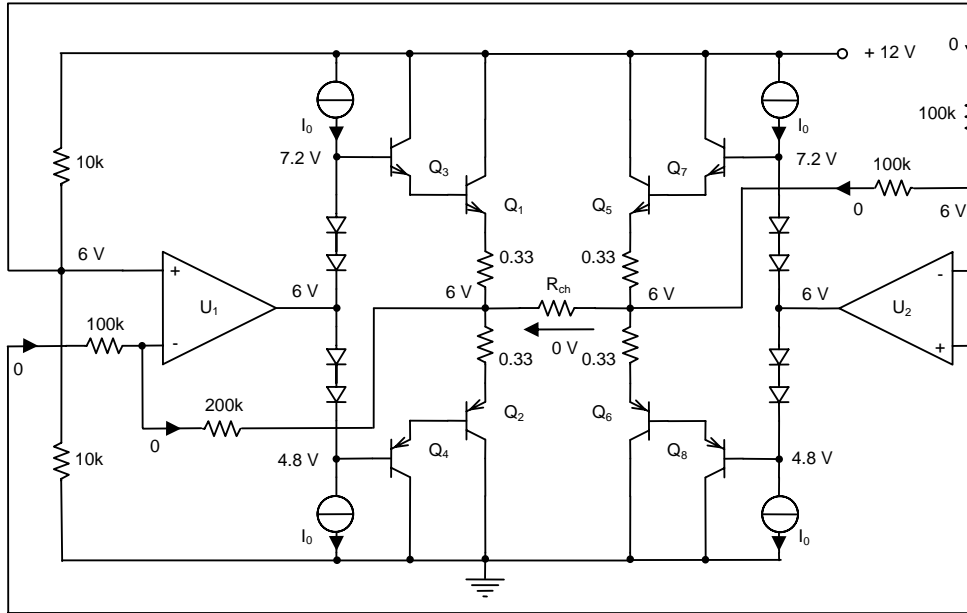 + 12 V
0
I0
I0
100k
10k
7.2 V
Q3
Q7
7.2 V
100k
Q1
Q5
0
6 V
6 V
+
0.33
0.33
-
U1
6 V
6 V
Rch
6 V
6 V
U2
100k
-
0 V
+
0
0.33
0.33
200k
Q2
Q6
0
10k
4.8 V
Q4
Q8
4.8 V
I0
I0